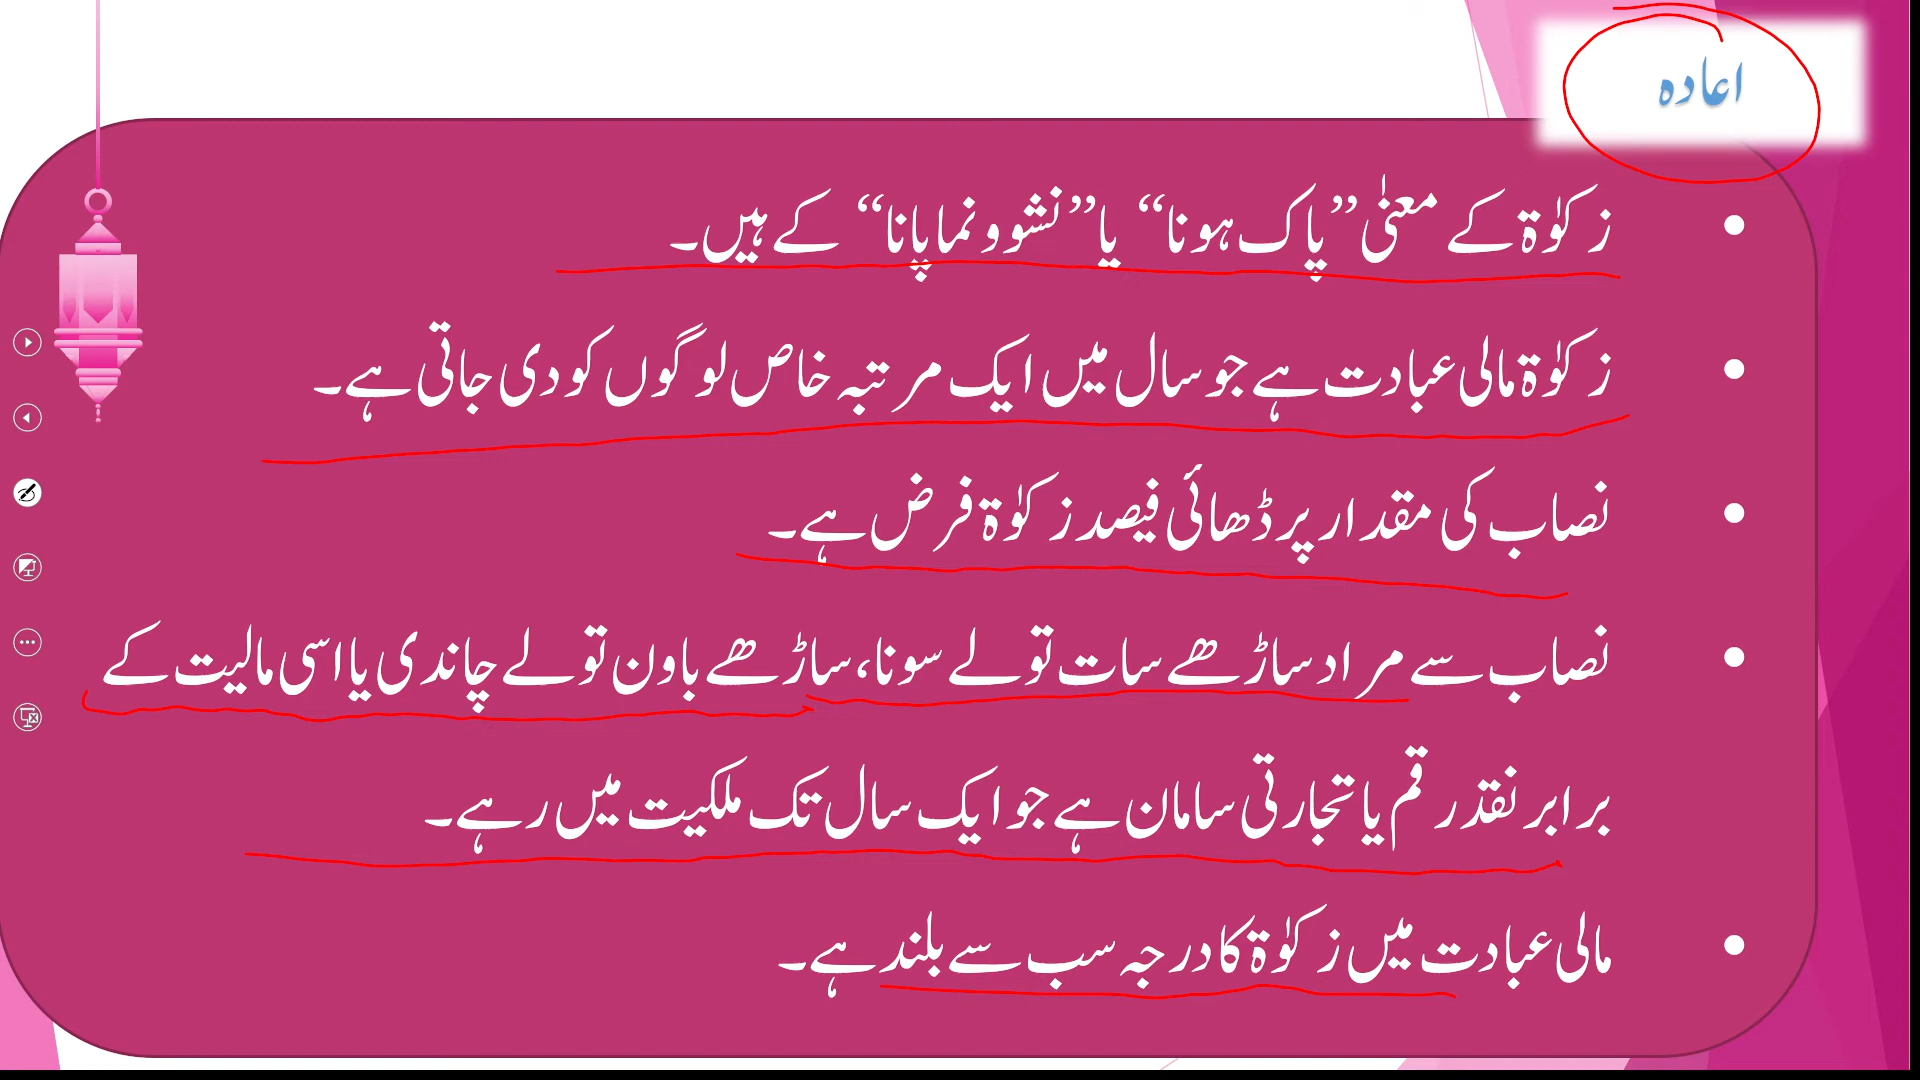 اعادہ
زکوٰۃ کے معنٰی ”پاک ہونا“ یا ”نشوونما پانا“ کے ہیں۔
زکوٰۃ مالی عبادت ہے جو سال میں ایک مرتبہ خاص لوگوں کو دی جاتی ہے۔
نصاب کی مقدار پر ڈھائی فیصد زکوٰۃ فرض ہے۔
نصاب سے مراد ساڑھے سات تولے سونا، ساڑھے باون تولے چاندی یا اسی مالیت کے
برابر نقد رقم یا تجارتی سامان ہے جو ایک سال تک ملکیت میں رہے۔
مالی عبادت میں زکوٰۃ کا درجہ سب سے بلند ہے۔